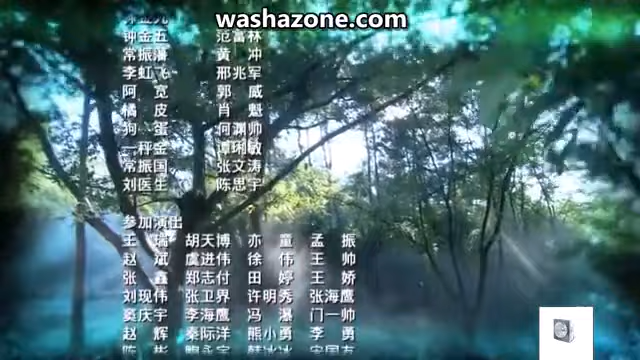 washazone.com
钟金五 范富林
常振藩 黄 冲
李虹飞 邢兆军
阿 宽 郭 威
橘 皮 肖 魁
狗 蛋 何渊帅
一秤金 谭琍敏
常振国 张文涛
刘医生 陈思宇
参加演出
王 瑞 胡天博 亦 童 孟 振
赵 斌 虞进伟 徐 伟 王 帅
张 鑫 郑志付 田 婷 王 娇
刘现伟 张卫界 许明秀 张海鹰
窦庆宇 李海鹰 冯 瀑 门一帅
赵 辉 秦际洋 熊小勇 李 勇